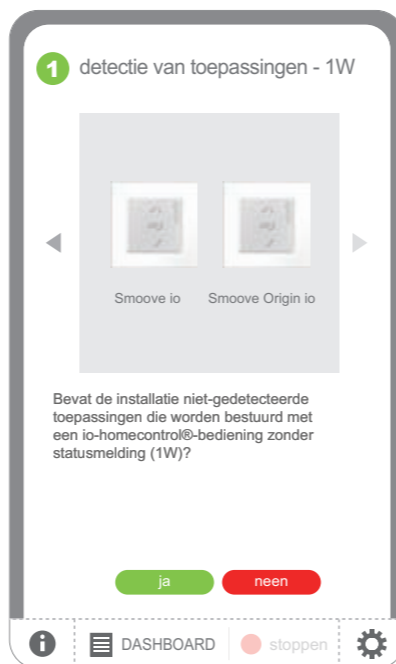 1 detectie van toepassingen - 1W
Smoove io Smoove Origin io
Bevat de installatie niet-gedetecteerde
toepassingen die worden bestuurd met
een io-homecontrol®-bediening zonder
statusmelding (1W)?
ja neen
i DASHBOARD stoppen